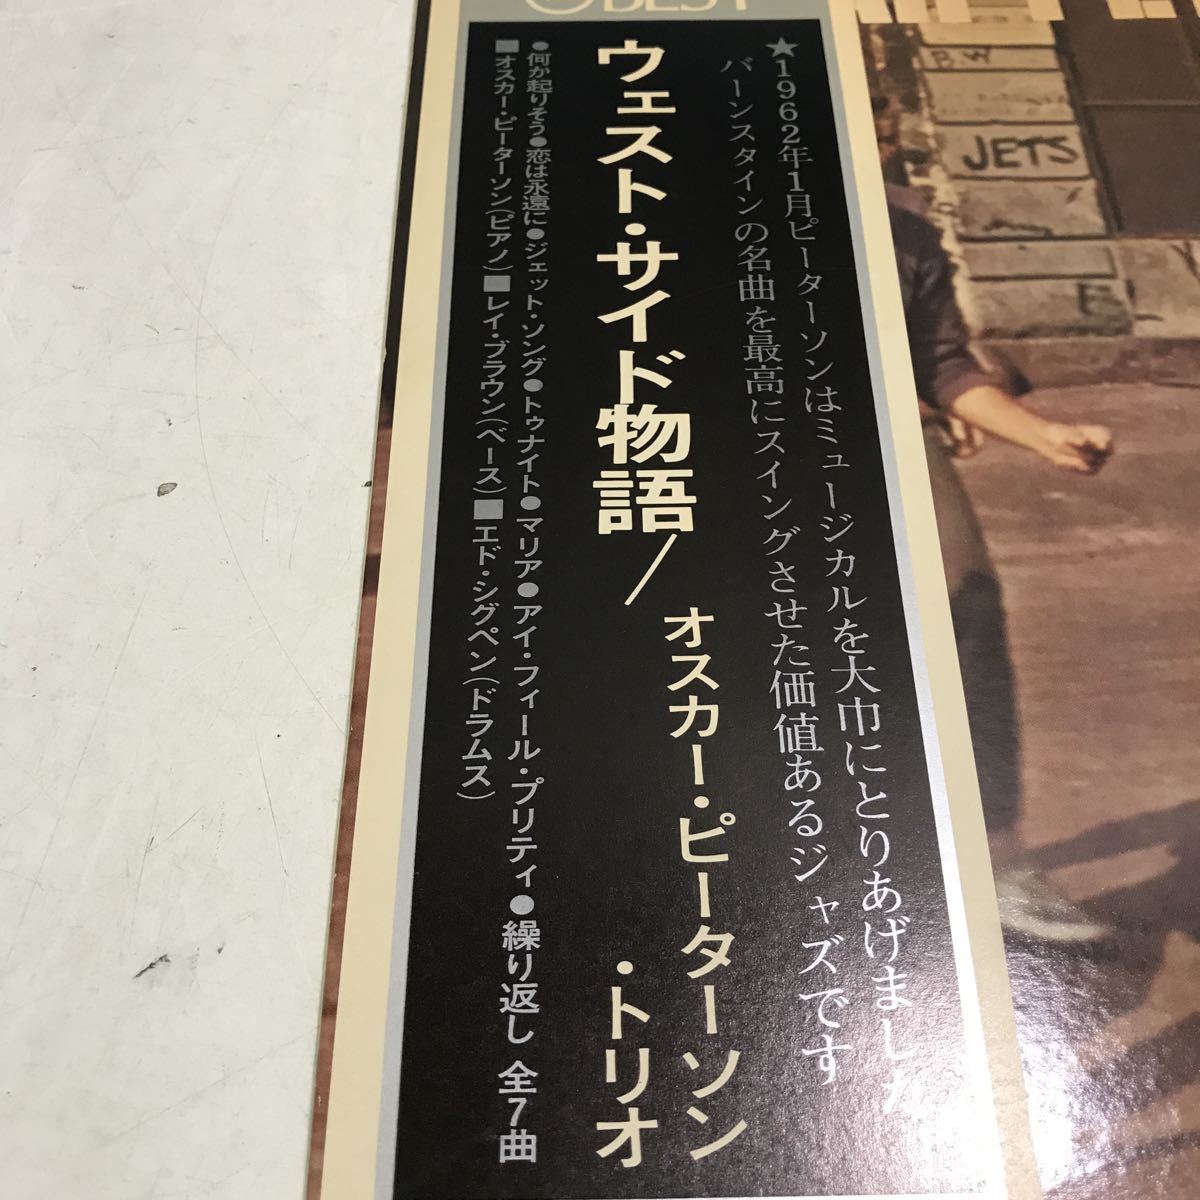 BEST
★1962年1月ピーターソンはミュージカルを大巾にとりあげました
バーンスタインの名曲を最高にスイングさせた価値あるジャズです
ウェスト・サイド物語/オスカー・ピーターソン
・トリオ
●何か起りそう●恋は永遠に●ジェット・ソング●トゥナイト●マリア●アイ・フィール・プリティ●繰り返し 全7曲
■オスカー・ピーターソン(ピアノ)■レイ・ブラウン(ベース)■エド・シグペン(ドラムス)
B.W
JETS